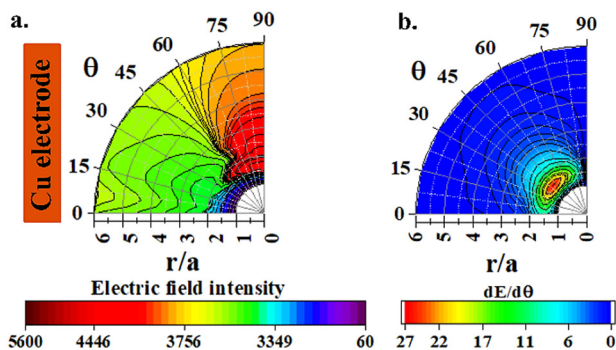 a.
Cu electrode
θ
0
15
30
45
60
75
90
6 5 4 3 2 1 0
r/a
Electric field intensity
5600 4446 3756 3349 60
b.
θ
0
15
30
45
60
75
90
6 5 4 3 2 1 0
r/a
dE/dθ
27 22 17 11 6 0